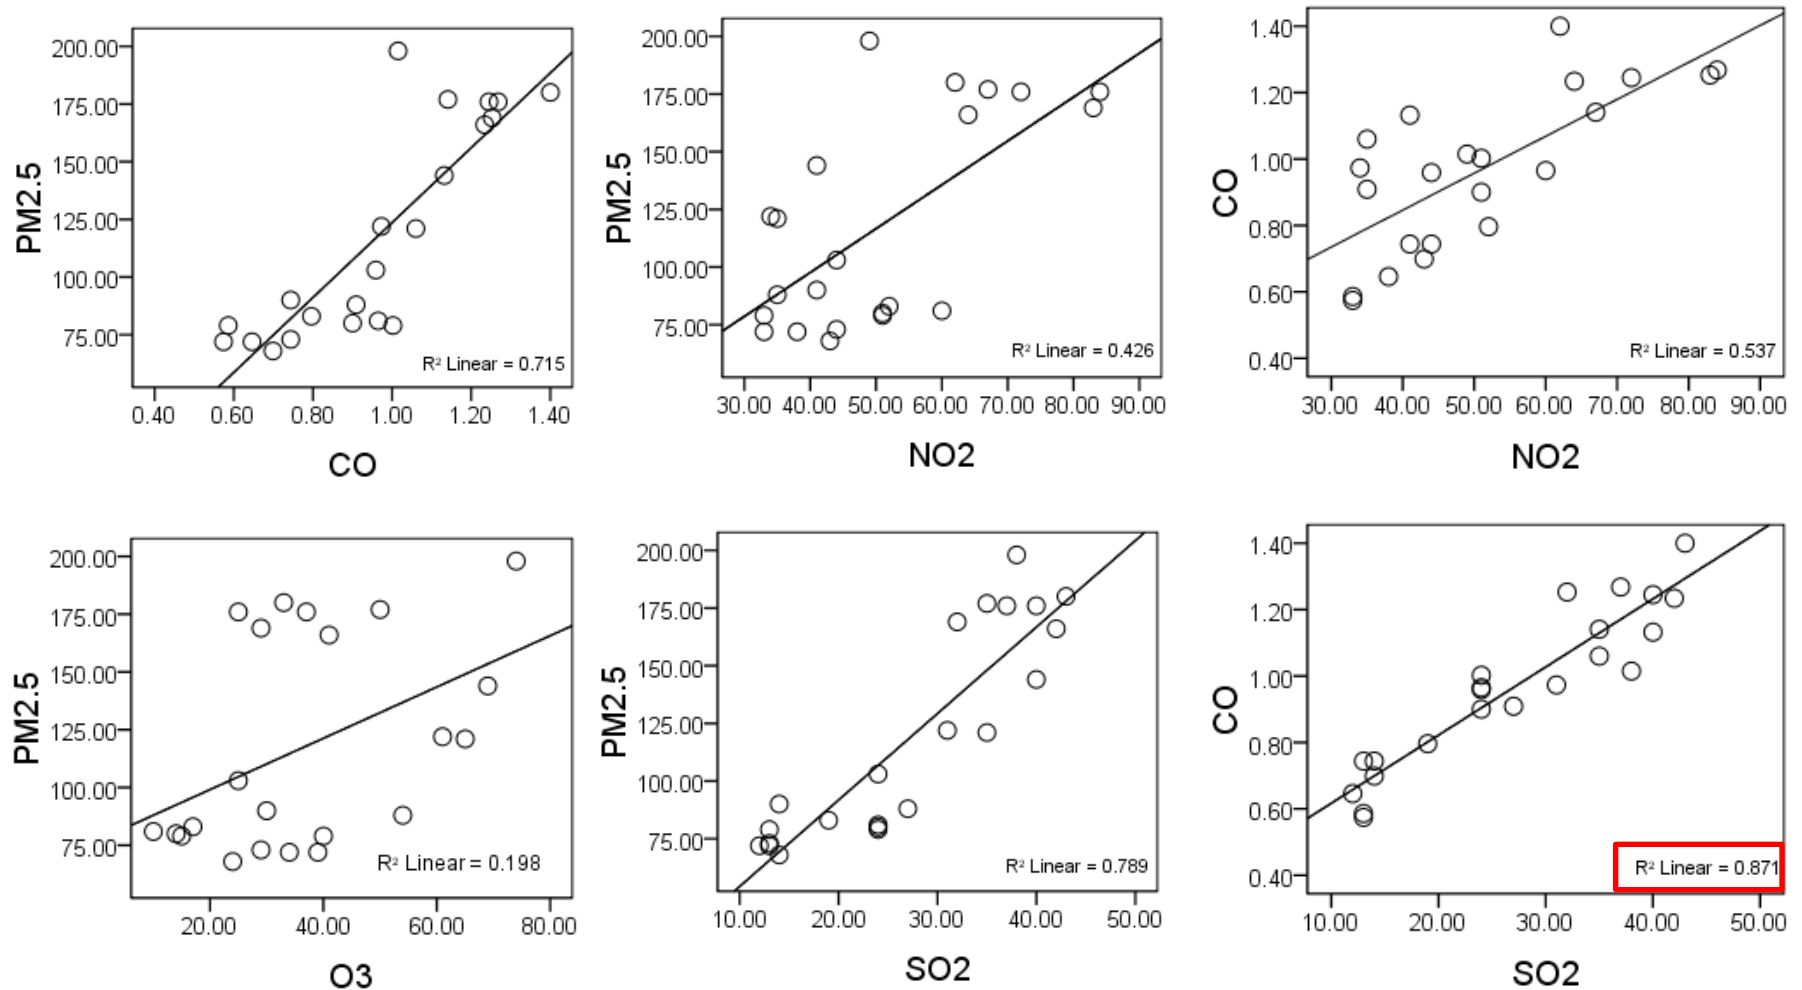 PM2.5
200.00
175.00
150.00
125.00
100.00
75.00
R² Linear = 0.715
0.40 0.60 0.80 1.00 1.20 1.40
CO
PM2.5
200.00
175.00
150.00
125.00
100.00
75.00
R² Linear = 0.426
30.00 40.00 50.00 60.00 70.00 80.00 90.00
NO2
CO
1.40
1.20
1.00
0.80
0.60
0.40
R² Linear = 0.537
30.00 40.00 50.00 60.00 70.00 80.00 90.00
NO2
PM2.5
200.00
175.00
150.00
125.00
100.00
75.00
R² Linear = 0.198
20.00 40.00 60.00 80.00
O3
PM2.5
200.00
175.00
150.00
125.00
100.00
75.00
R² Linear = 0.789
10.00 20.00 30.00 40.00 50.00
SO2
CO
1.40
1.20
1.00
0.80
0.60
0.40
R² Linear = 0.871
10.00 20.00 30.00 40.00 50.00
SO2